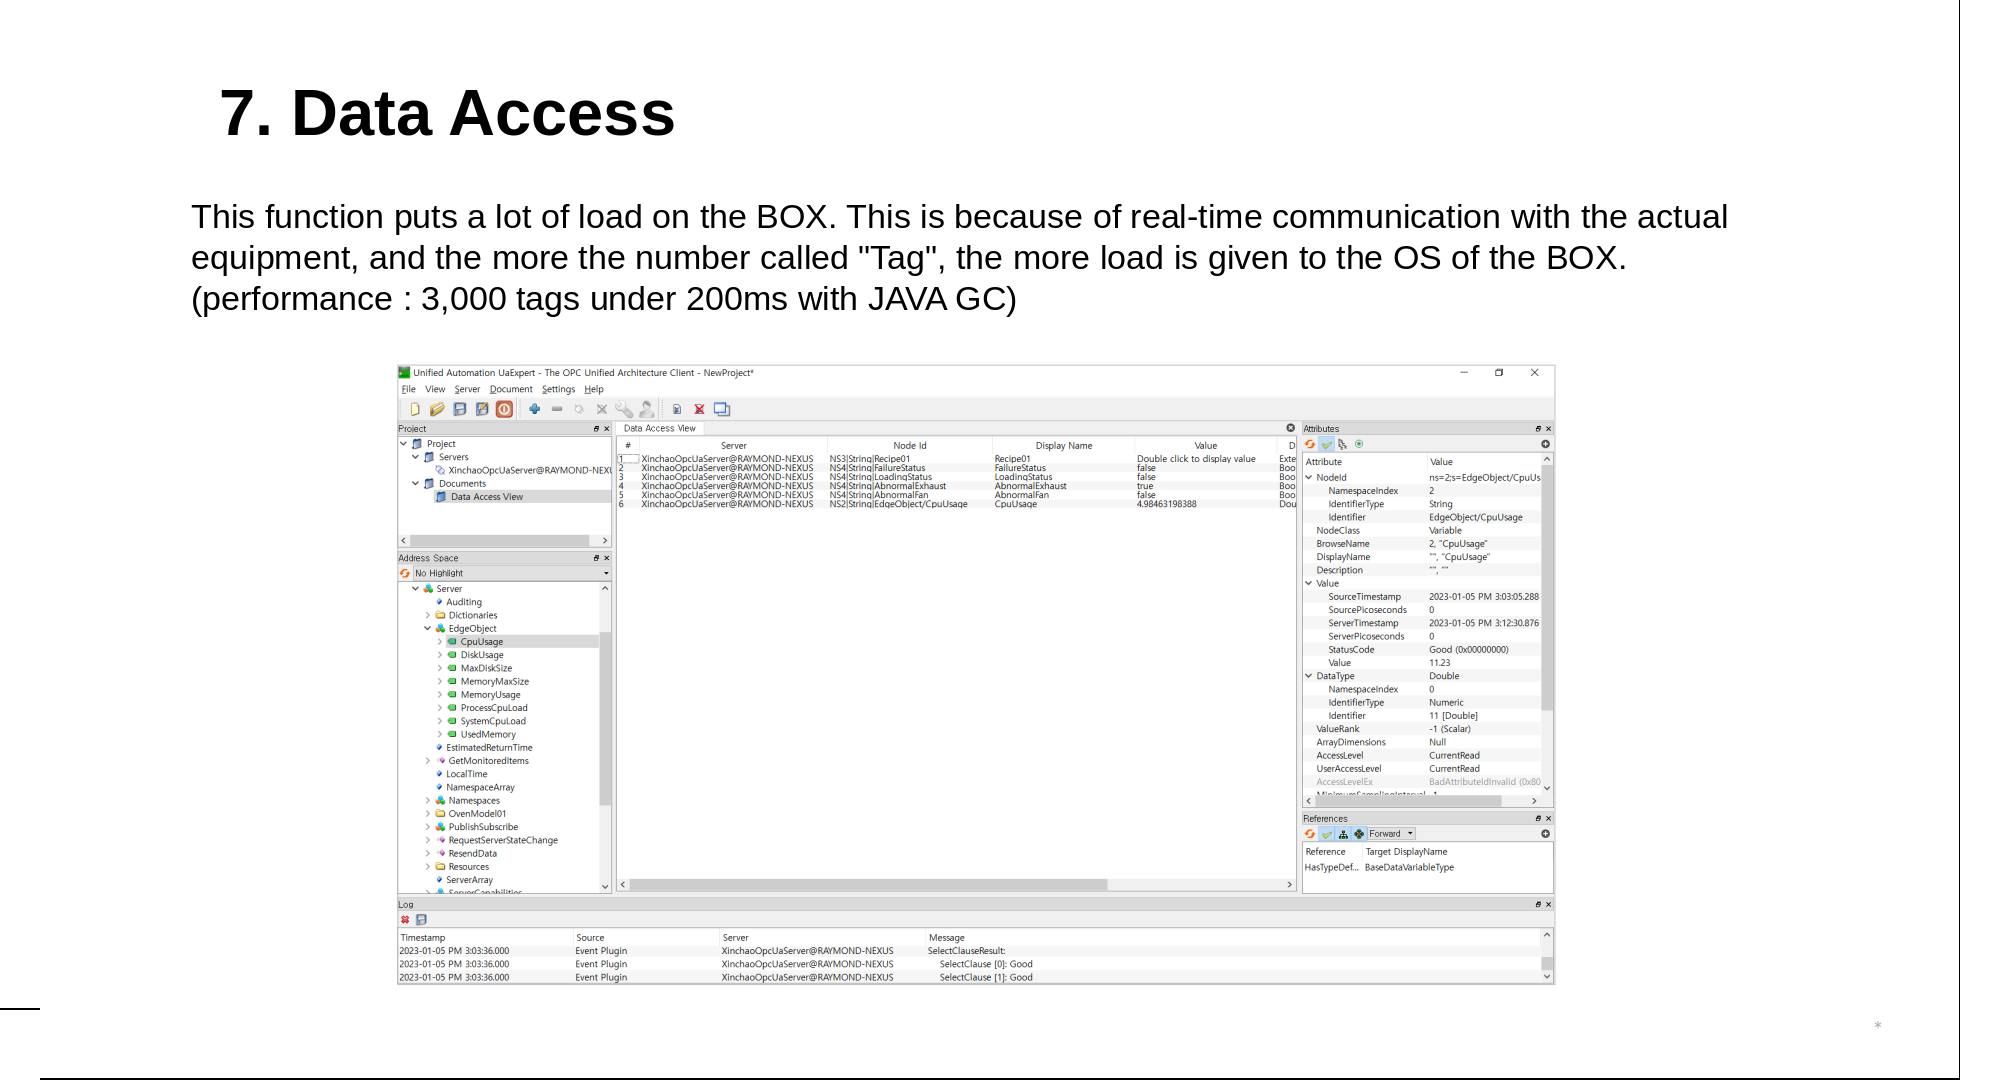 7. Data Access
This function puts a lot of load on the BOX. This is because of real-time communication with the actual
equipment, and the more the number called "Tag", the more load is given to the OS of the BOX.
(performance : 3,000 tags under 200ms with JAVA GC)
Unified Automation UaExpert - The OPC Unified Architecture Client - NewProject*
File View Server Document Settings Help
Project
Project
Servers
XinchaoOpcUaServer@RAYMOND-NEXU
Documents
Data Access View
Address Space
No Highlight
Server
Auditing
Dictionaries
EdgeObject
CpuUsage
DiskUsage
MaxDiskSize
MemoryMaxSize
MemoryUsage
ProcessCpuLoad
SystemCpuLoad
UsedMemory
EstimatedReturnTime
GetMonitoredItems
LocalTime
NamespaceArray
Namespaces
OvenModel01
PublishSubscribe
RequestServerStateChange
ResendData
Resources
ServerArray
ServerCapabilities
Data Access View
# Server Node Id Display Name Value D
1 XinchaoOpcUaServer@RAYMOND-NEXUS NS3|String|Recipe01 Recipe01 Double click to display value Exte
2 XinchaoOpcUaServer@RAYMOND-NEXUS NS4|String|FailureStatus FailureStatus false Boo
3 XinchaoOpcUaServer@RAYMOND-NEXUS NS4|String|LoadingStatus LoadingStatus false Boo
4 XinchaoOpcUaServer@RAYMOND-NEXUS NS4|String|AbnormalExhaust AbnormalExhaust true Boo
5 XinchaoOpcUaServer@RAYMOND-NEXUS NS4|String|AbnormalFan AbnormalFan false Boo
6 XinchaoOpcUaServer@RAYMOND-NEXUS NS2|String|EdgeObject/CpuUsage CpuUsage 4.98463198388 Dou
Attributes
Attribute Value
NodeId ns=2;s=EdgeObject/CpuUs
NamespaceIndex 2
IdentifierType String
Identifier EdgeObject/CpuUsage
NodeClass Variable
BrowseName 2, "CpuUsage"
DisplayName "", "CpuUsage"
Description "", ""
Value
SourceTimestamp 2023-01-05 PM 3:03:05.288
SourcePicoseconds 0
ServerTimestamp 2023-01-05 PM 3:12:30.876
ServerPicoseconds 0
StatusCode Good (0x00000000)
Value 11.23
DataType Double
NamespaceIndex 0
IdentifierType Numeric
Identifier 11 [Double]
ValueRank -1 (Scalar)
ArrayDimensions Null
AccessLevel CurrentRead
UserAccessLevel CurrentRead
AccessLevelEx BadAttributeIdInvalid (0x80
MinimumSamplingInterval -1
References
Forward
Reference Target DisplayName
HasTypeDef... BaseDataVariableType
Log
Timestamp Source Server Message
2023-01-05 PM 3:03:36.000 Event Plugin XinchaoOpcUaServer@RAYMOND-NEXUS SelectClauseResult:
2023-01-05 PM 3:03:36.000 Event Plugin XinchaoOpcUaServer@RAYMOND-NEXUS SelectClause [0]: Good
2023-01-05 PM 3:03:36.000 Event Plugin XinchaoOpcUaServer@RAYMOND-NEXUS SelectClause [1]: Good
*